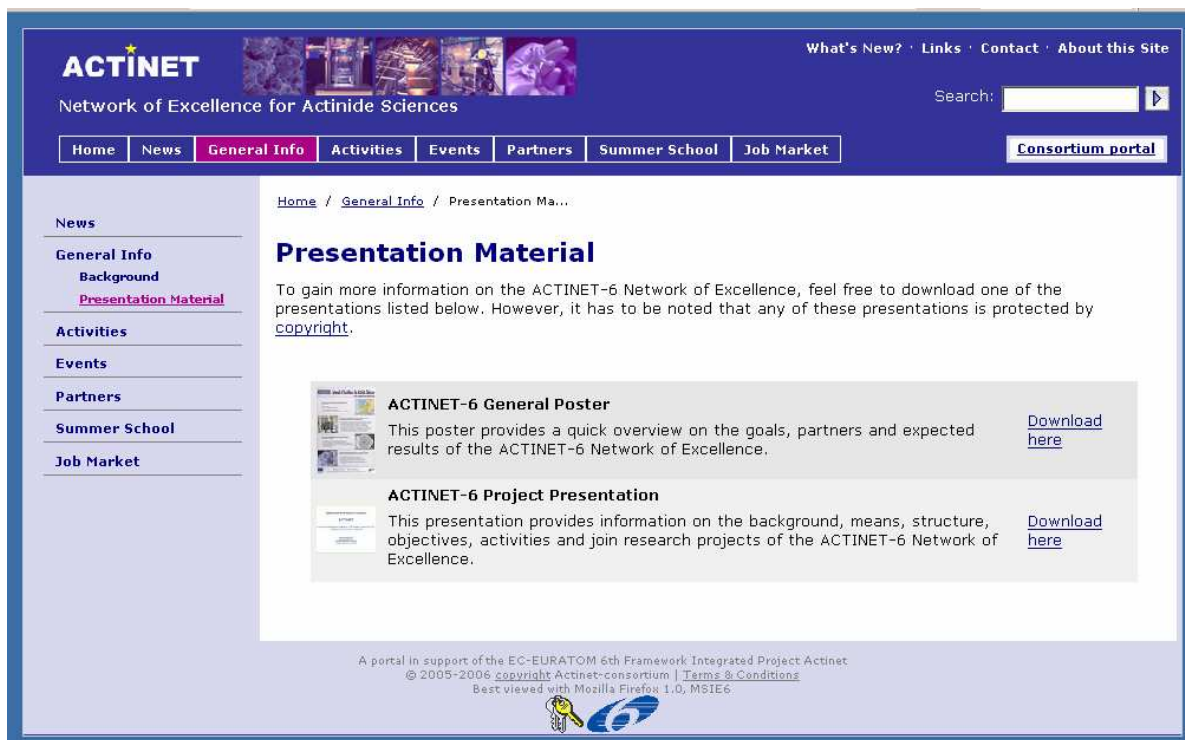 What's New? · Links · Contact · About this Site
ACTINET
Network of Excellence for Actinide Sciences
Search:
Home News General Info Activities Events Partners Summer School Job Market
Consortium portal
News
General Info
Background
Presentation Material
Activities
Events
Partners
Summer School
Job Market
Home / General Info / Presentation Ma...
Presentation Material
To gain more information on the ACTINET-6 Network of Excellence, feel free to download one of the
presentations listed below. However, it has to be noted that any of these presentations is protected by
copyright.
ACTINET-6 General Poster
This poster provides a quick overview on the goals, partners and expected
results of the ACTINET-6 Network of Excellence.
Download
here
ACTINET-6 Project Presentation
This presentation provides information on the background, means, structure,
objectives, activities and join research projects of the ACTINET-6 Network of
Excellence.
Download
here
A portal in support of the EC-EURATOM 6th Framework Integrated Project Actinet
© 2005-2006 copyright Actinet-consortium | Terms & Conditions
Best viewed with Mozilla Firefox 1.0, MSIE6
6